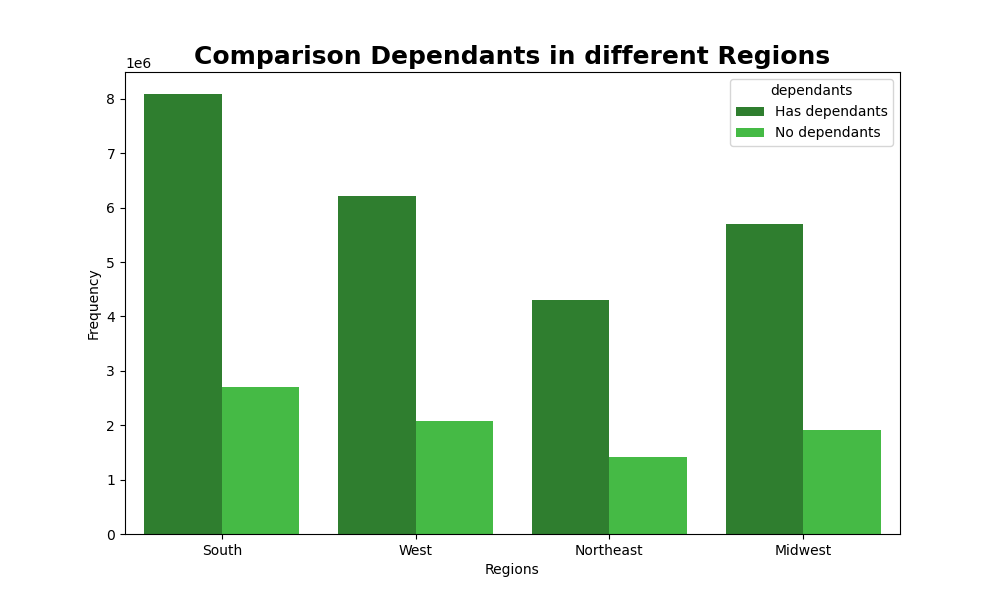 Comparison Dependants in different Regions
1e6
dependants
Has dependants
No dependants
8
7
6
5
4
3
2
1
0
Frequency
South West Northeast Midwest
Regions